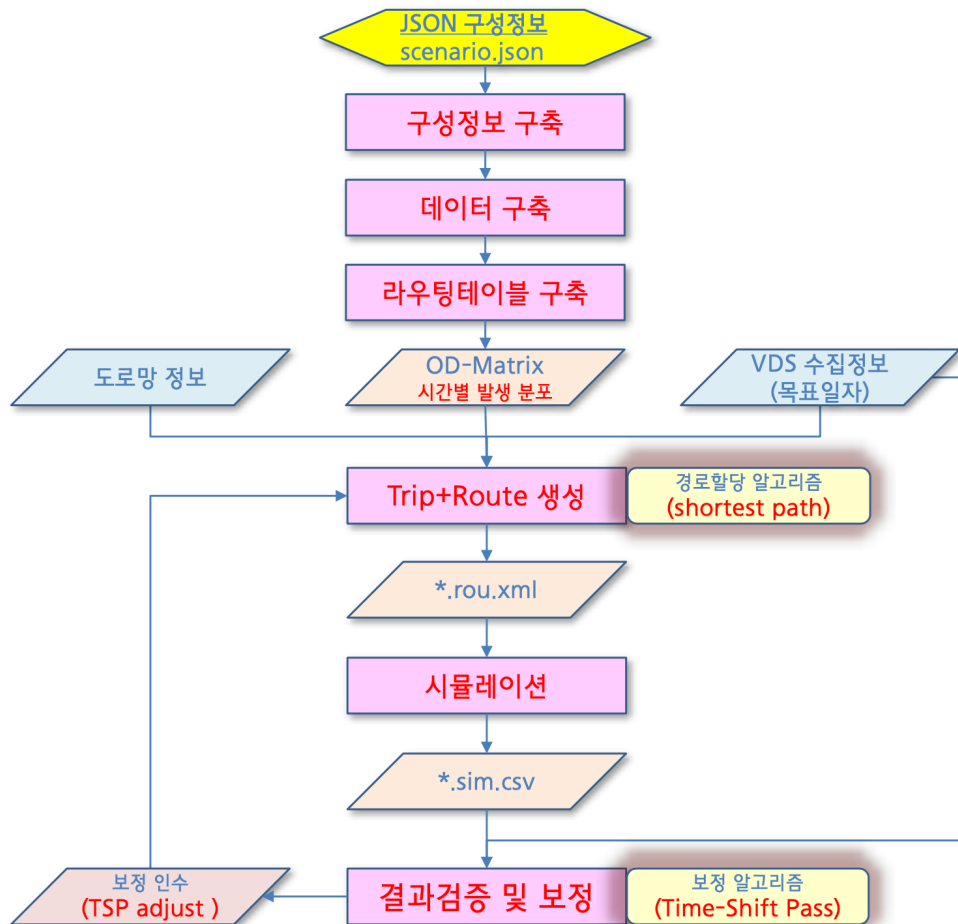 JSON 구성정보
scenario.json
구성정보 구축
데이터 구축
라우팅테이블 구축
도로망 정보
OD-Matrix
시간별 발생 분포
VDS 수집정보
(목표일자)
Trip+Route 생성
경로할당 알고리즘
(shortest path)
*.rou.xml
시뮬레이션
*.sim.csv
보정 인수
(TSP adjust )
결과검증 및 보정
보정 알고리즘
(Time-Shift Pass)